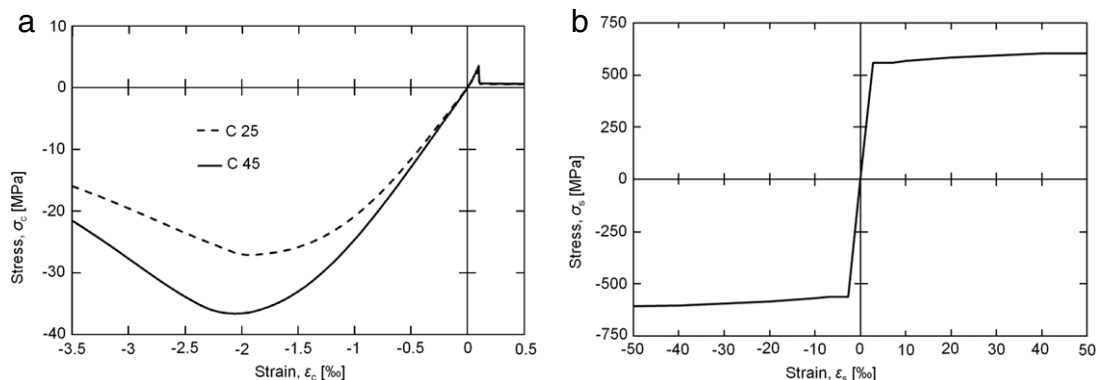 a
10
0
-10
-20
-30
-40
Stress, σc [MPa]
C 25
C 45
-3.5 -3 -2.5 -2 -1.5 -1 -0.5 0 0.5
Strain, εc [‰]
b
750
500
250
0
-250
-500
-750
Stress, σs [MPa]
-50 -40 -30 -20 -10 0 10 20 30 40 50
Strain, εs [‰]